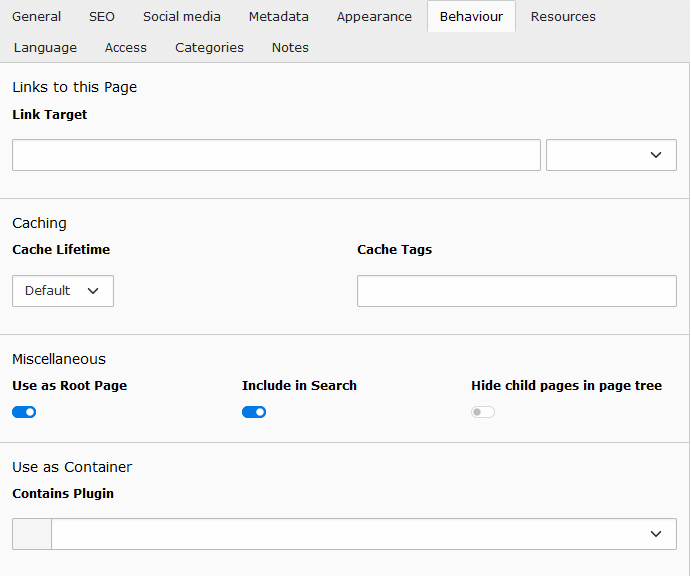 General SEO Social media Metadata Appearance Behaviour Resources
Language Access Categories Notes
Links to this Page
Link Target
Caching
Cache Lifetime Cache Tags
Default
Miscellaneous
Use as Root Page Include in Search Hide child pages in page tree
Use as Container
Contains Plugin